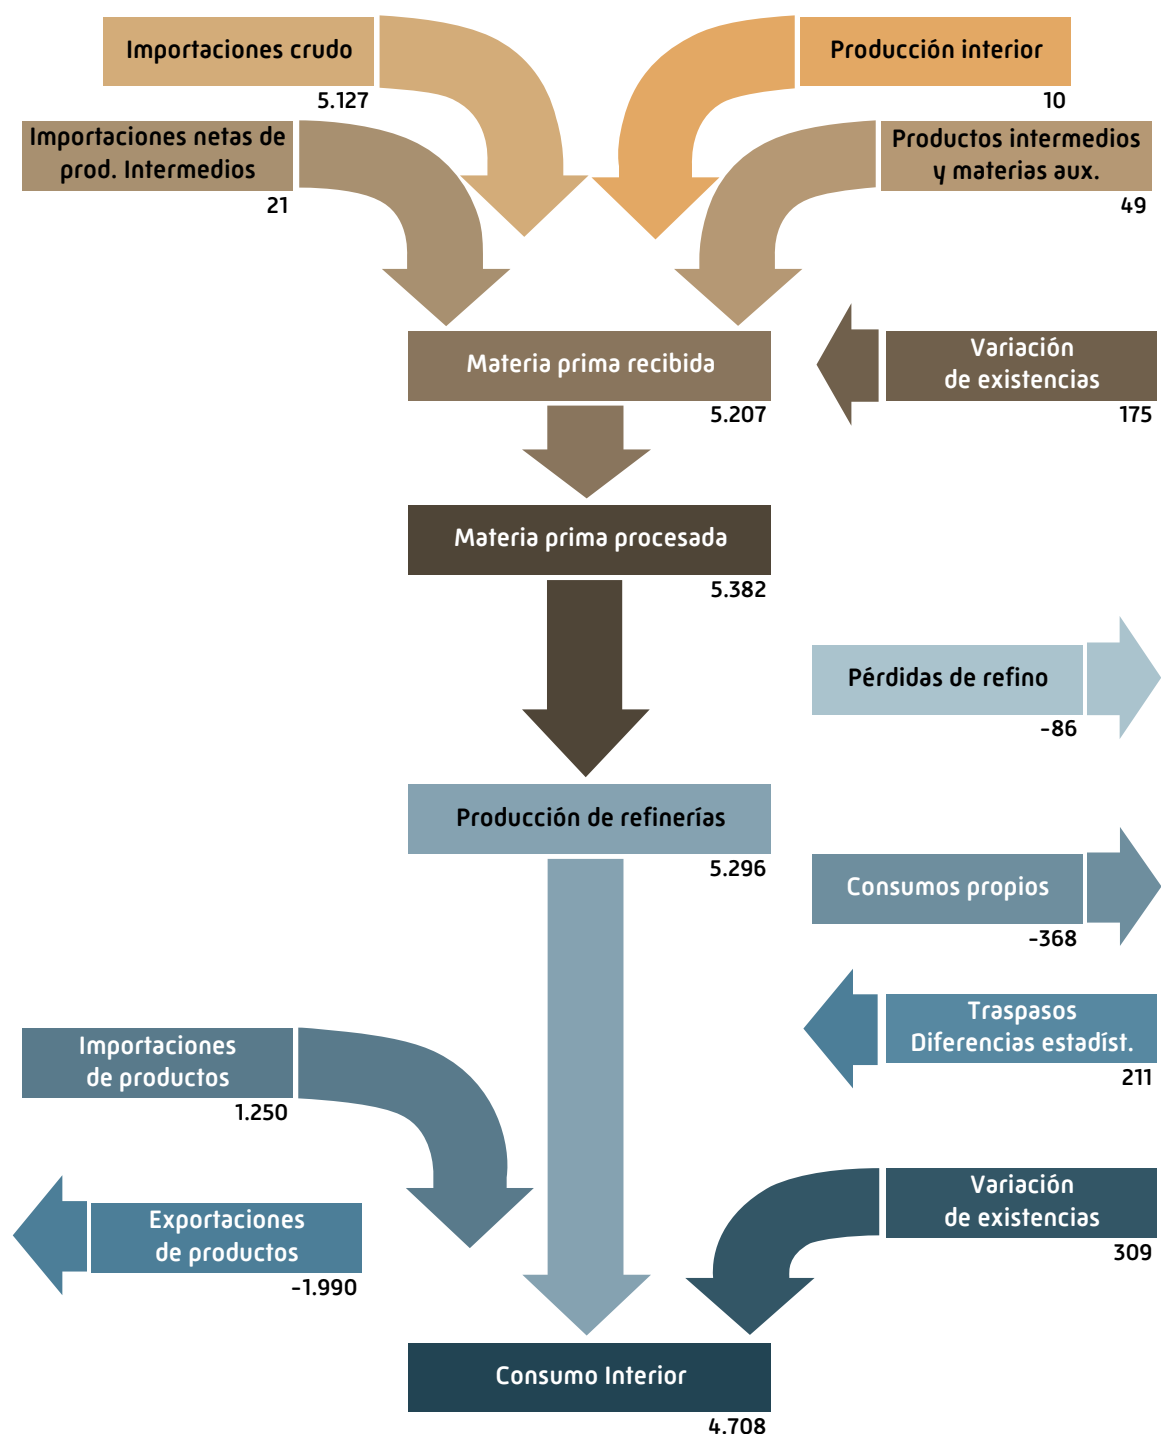 Importaciones crudo
5.127
Producción interior
10
Importaciones netas de
prod. Intermedios
21
Productos intermedios
y materias aux.
49
Materia prima recibida
5.207
Variación
de existencias
175
Materia prima procesada
5.382
Pérdidas de refino
-86
Producción de refinerías
5.296
Consumos propios
-368
Traspasos
Diferencias estadíst.
211
Importaciones
de productos
1.250
Variación
de existencias
309
Exportaciones
de productos
-1.990
Consumo Interior
4.708